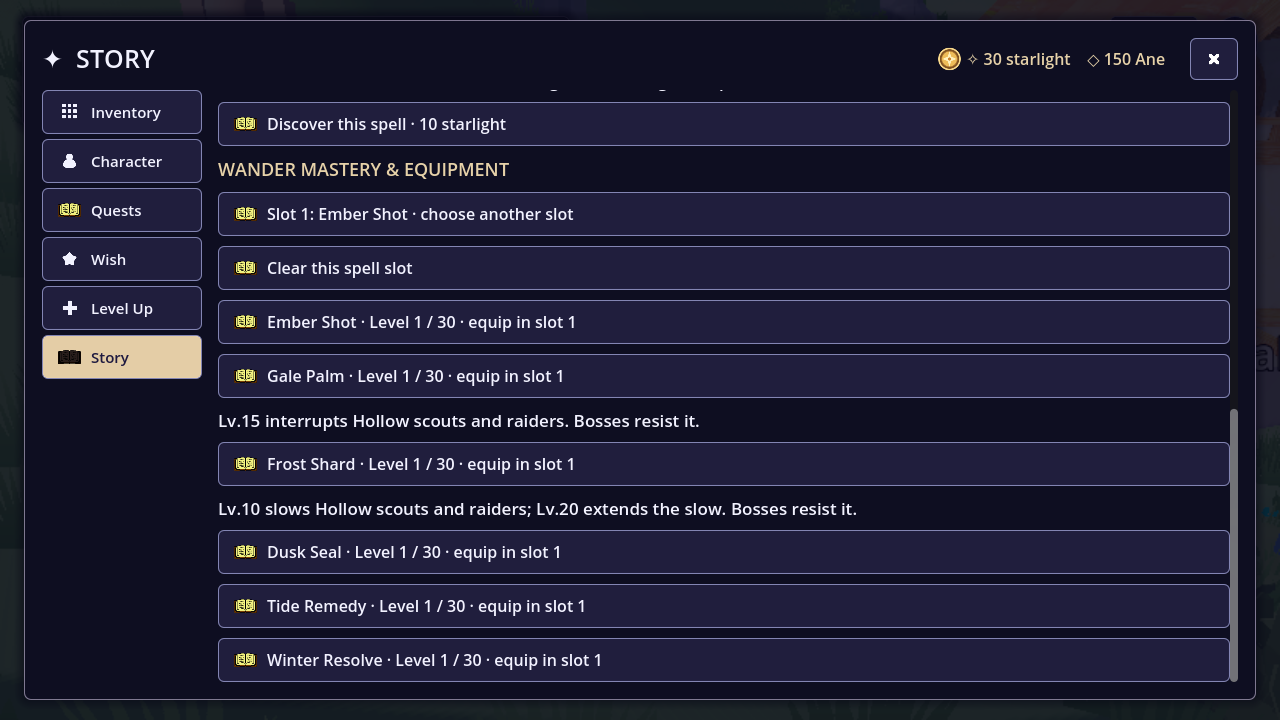 STORY
30 starlight
150 Ane
Inventory
Character
Quests
Wish
Level Up
Story
Discover this spell · 10 starlight
WANDER MASTERY & EQUIPMENT
Slot 1: Ember Shot · choose another slot
Clear this spell slot
Ember Shot · Level 1 / 30 · equip in slot 1
Gale Palm · Level 1 / 30 · equip in slot 1
Lv.15 interrupts Hollow scouts and raiders. Bosses resist it.
Frost Shard · Level 1 / 30 · equip in slot 1
Lv.10 slows Hollow scouts and raiders; Lv.20 extends the slow. Bosses resist it.
Dusk Seal · Level 1 / 30 · equip in slot 1
Tide Remedy · Level 1 / 30 · equip in slot 1
Winter Resolve · Level 1 / 30 · equip in slot 1